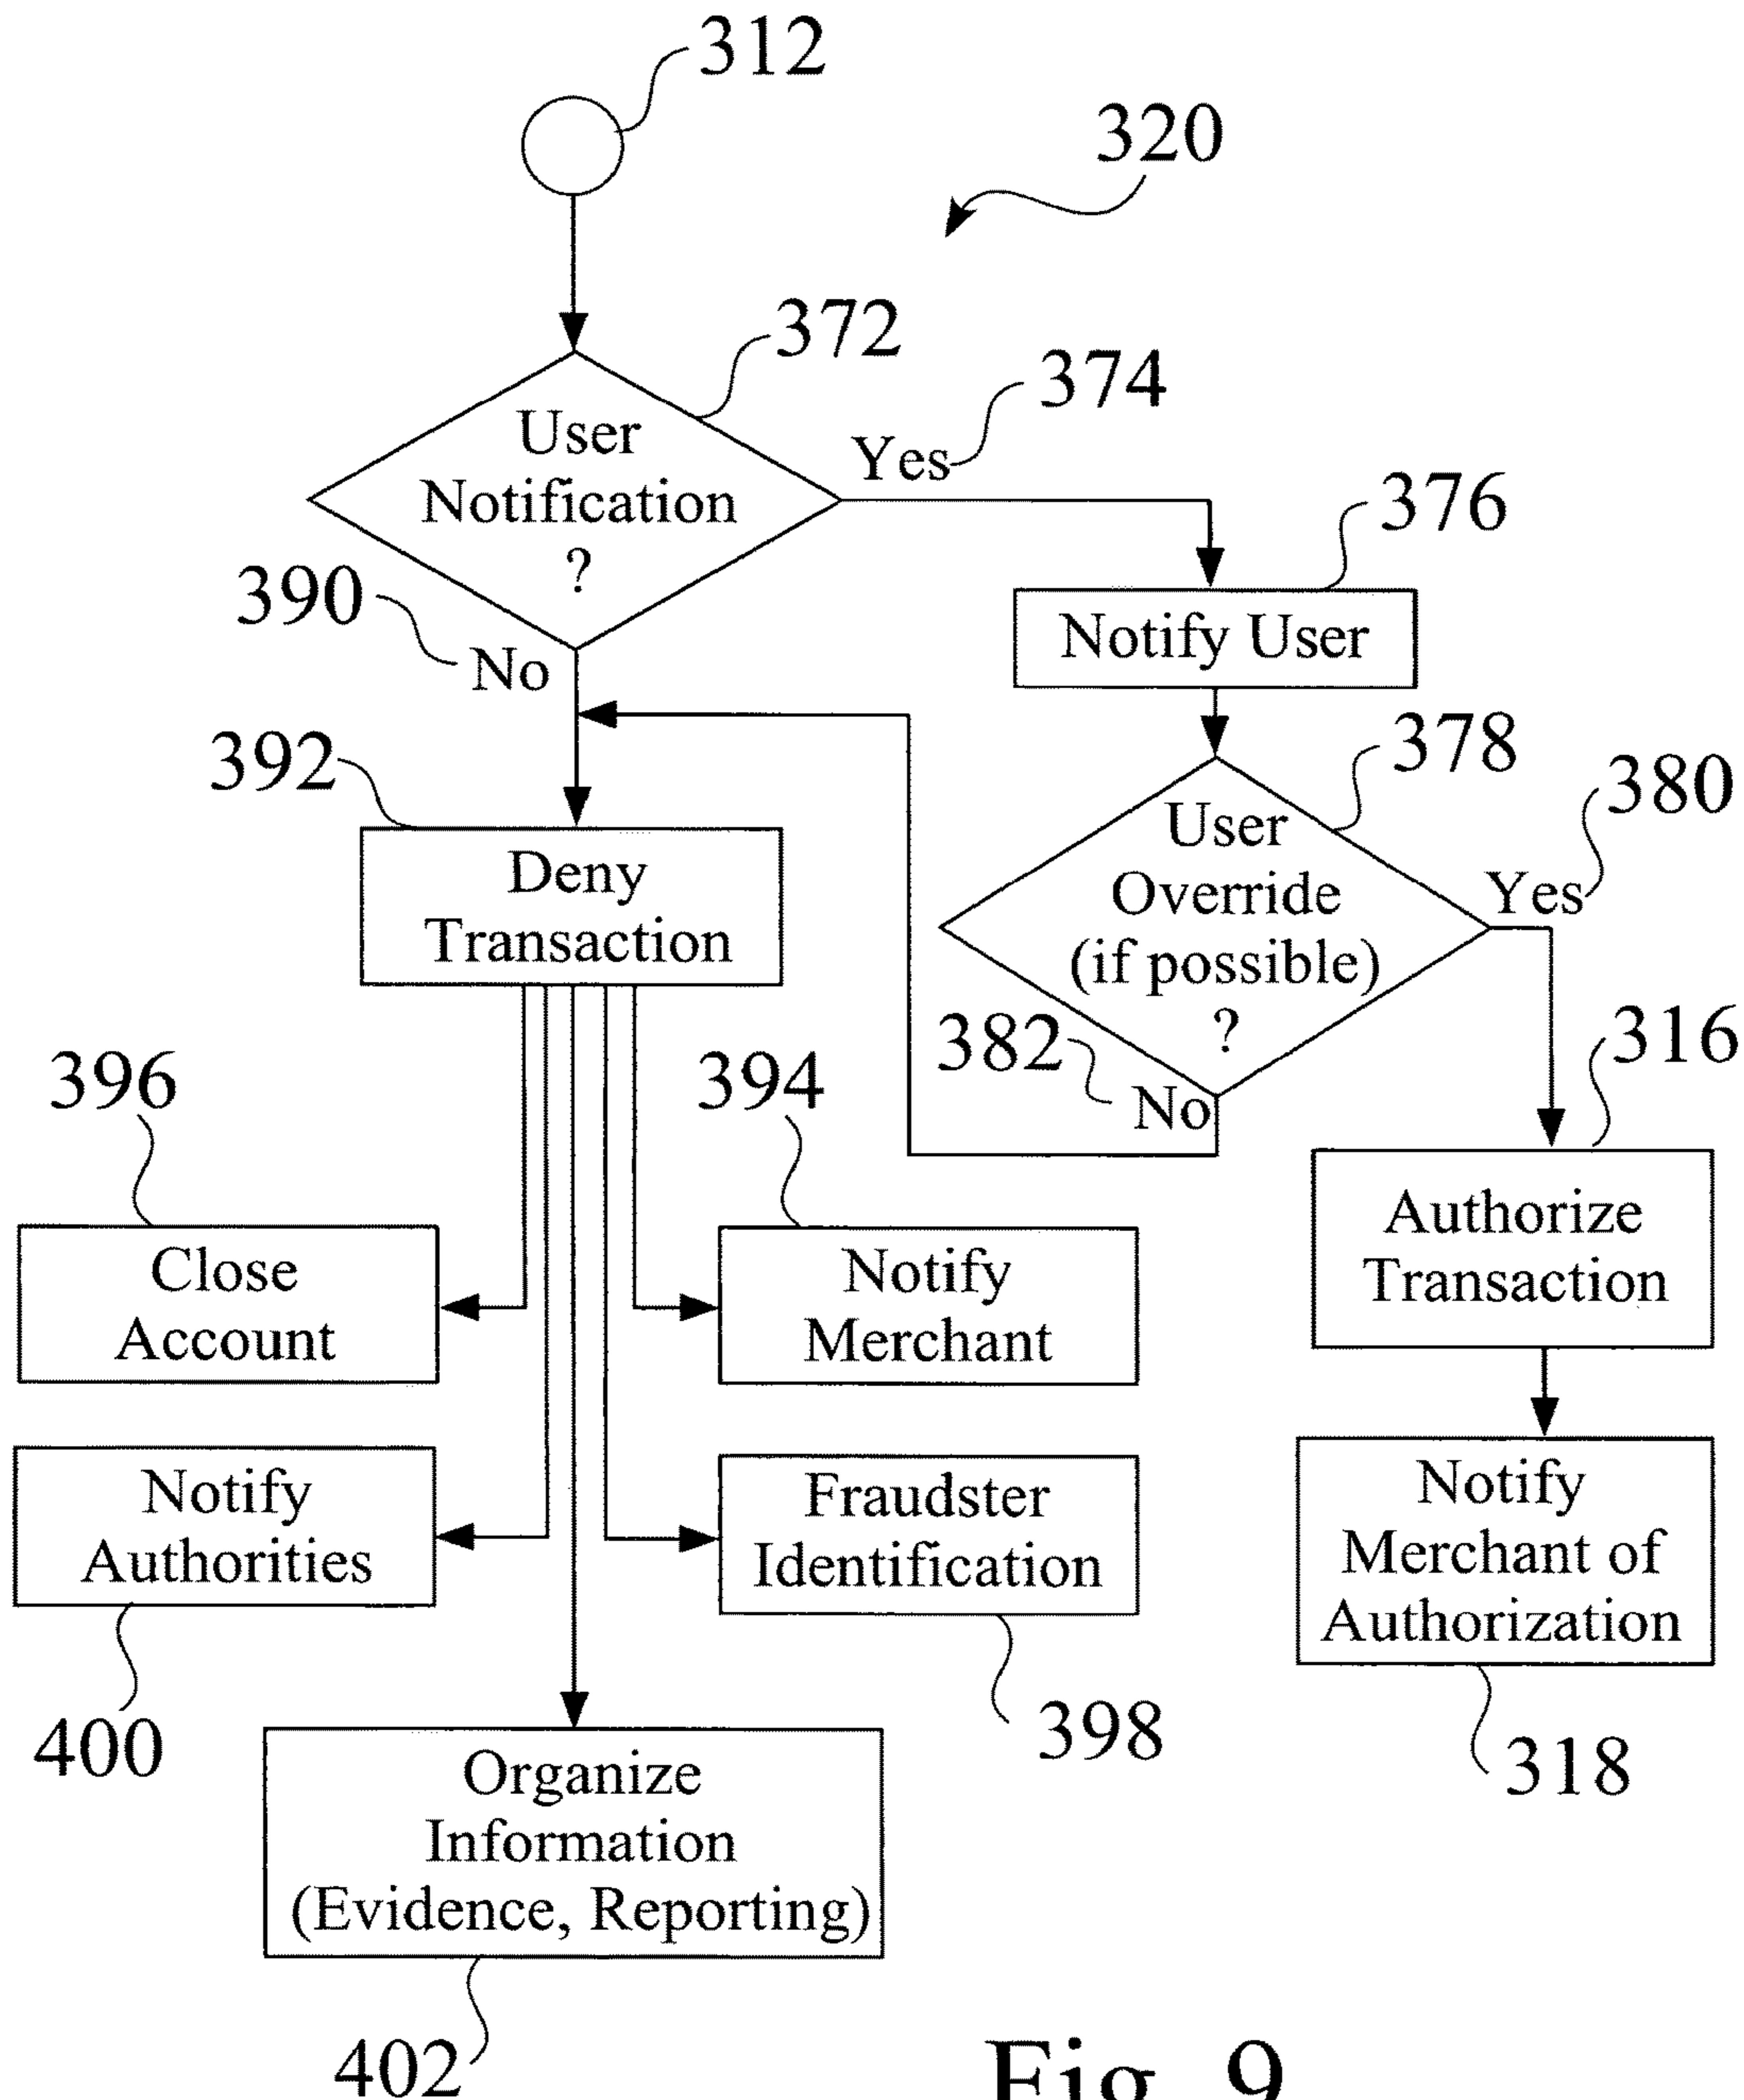 312
320
372
374
User
Notification
?
Yes
376
390
No
Notify User
392
378
380
Deny
Transaction
User
Override
(if possible)
?
Yes
382
No
316
396
394
Close
Account
Notify
Merchant
Authorize
Transaction
Notify
Authorities
Fraudster
Identification
Notify
Merchant of
Authorization
400
398
318
Organize
Information
(Evidence, Reporting)
402
Fig. 9